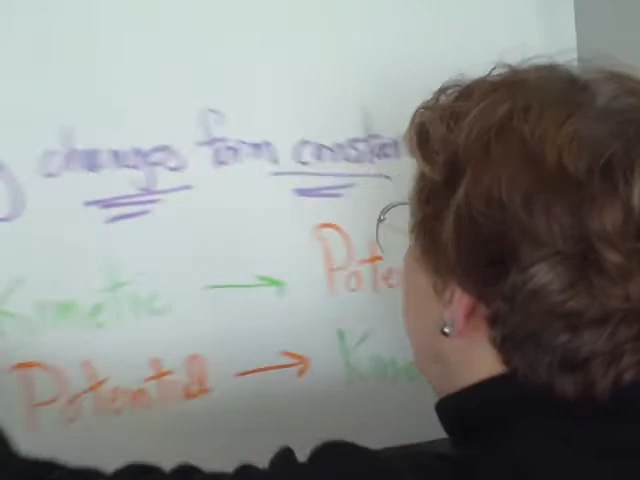 changes form constan
Kinetic → Pote
Potential → Kine